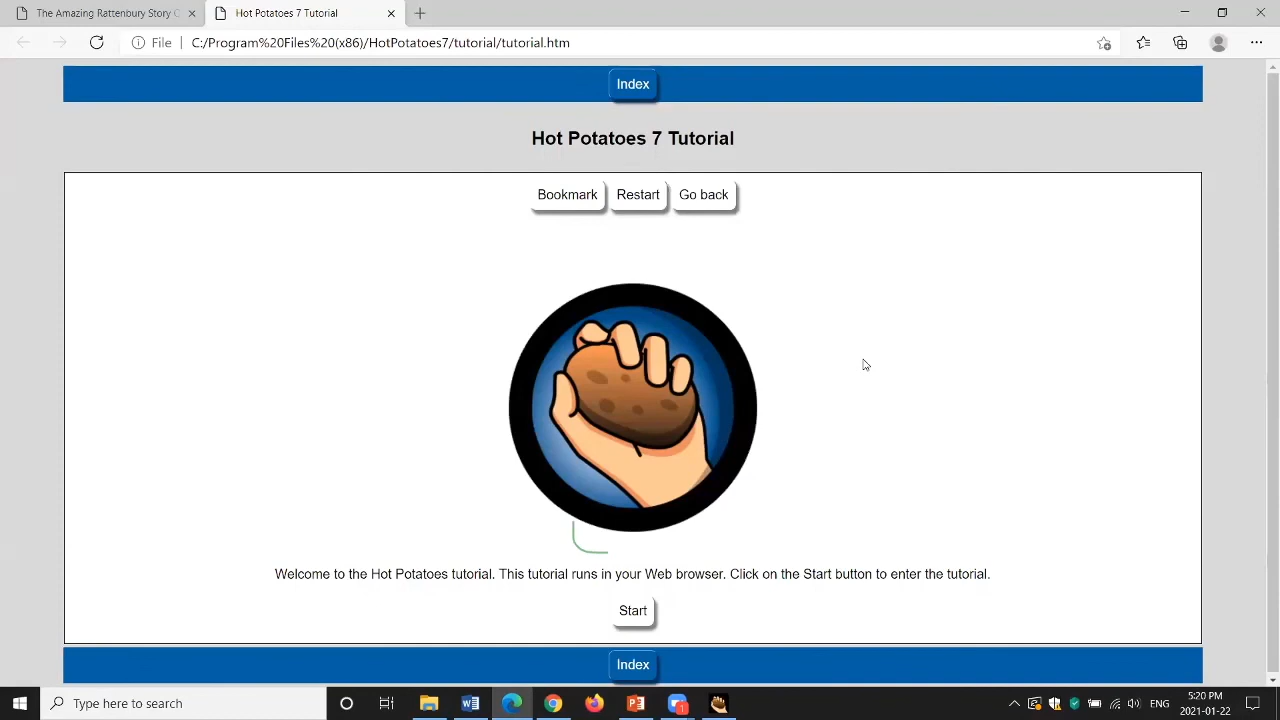 The Amazing Rattenbury Story C
Hot Potatoes 7 Tutorial
File
C:/Program%20Files%20(x86)/HotPotatoes7/tutorial/tutorial.htm
Index
Hot Potatoes 7 Tutorial
Bookmark Restart Go back
Welcome to the Hot Potatoes tutorial. This tutorial runs in your Web browser. Click on the Start button to enter the tutorial.
Start
Index
Type here to search
ENG
5:20 PM
2021-01-22